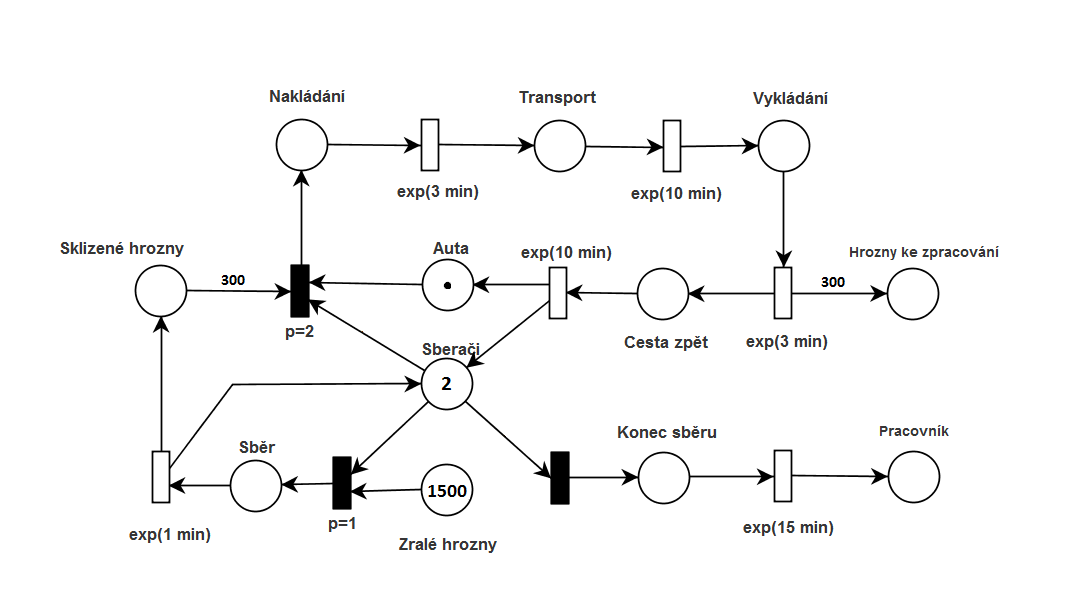 Nakládání
Transport
Vykládání
exp(3 min)
exp(10 min)
Sklizené hrozny
Auta
exp(10 min)
Hrozny ke zpracování
300
300
p=2
Sberači
Cesta zpět
exp(3 min)
2
Sběr
Konec sběru
Pracovník
1500
p=1
exp(1 min)
Zralé hrozny
exp(15 min)